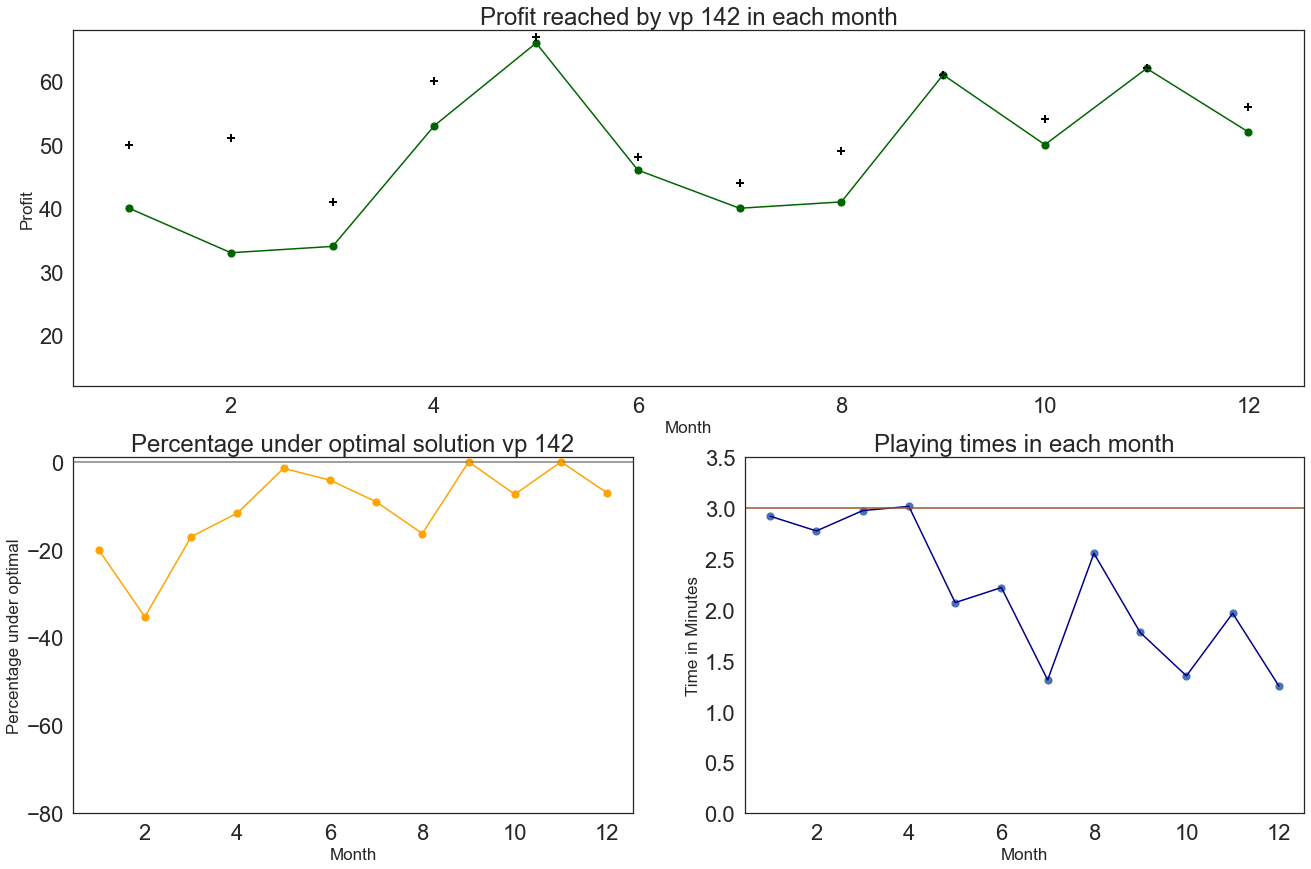 Profit reached by vp 142 in each month
Profit
60
50
40
30
20
2 4 6 8 10 12
Month
Percentage under optimal solution vp 142
Percentage under optimal
0
−20
−40
−60
−80
2 4 6 8 10 12
Month
Playing times in each month
Time in Minutes
3.5
3.0
2.5
2.0
1.5
1.0
0.5
0.0
2 4 6 8 10 12
Month